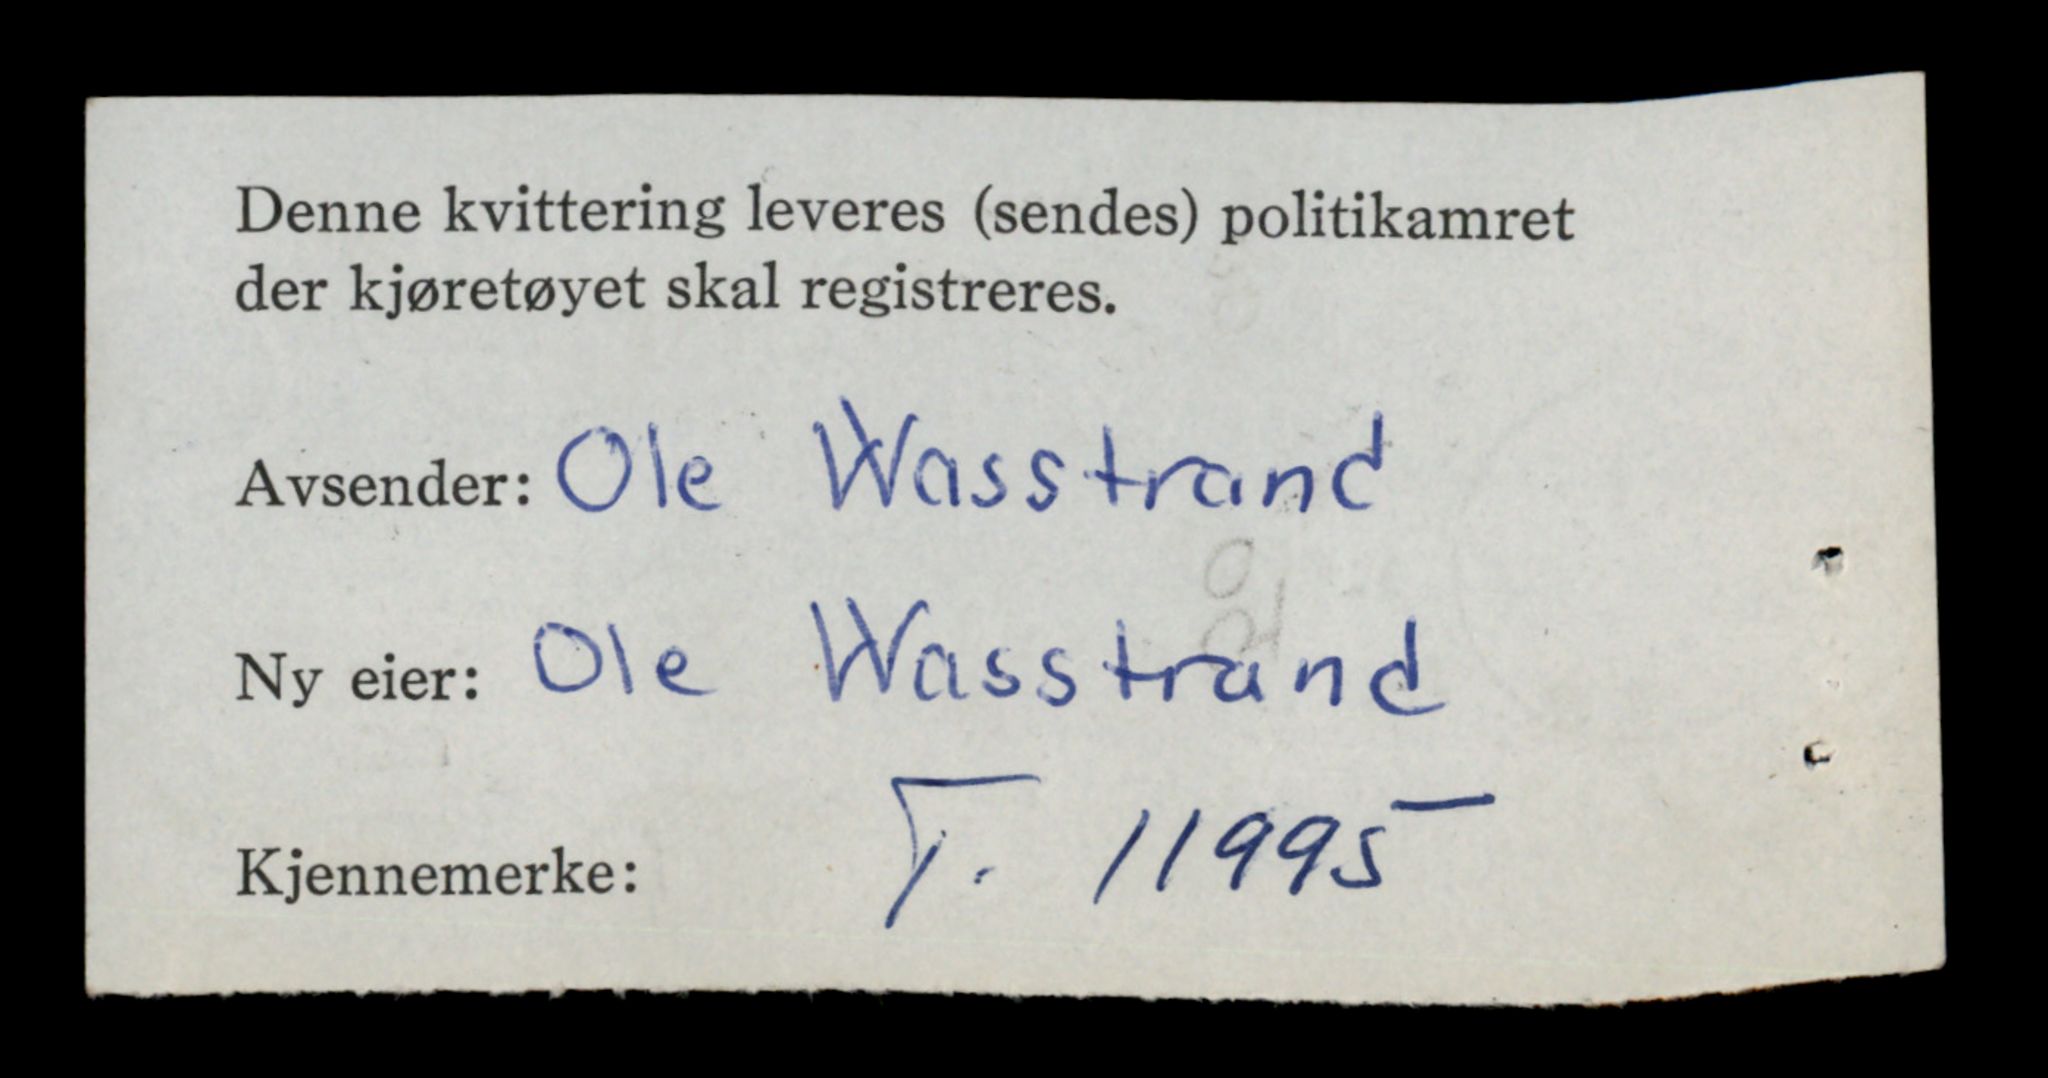 Denne kvittering leveres (sendes) politikamret
der kjøretøyet skal registreres.
Avsender: Ole Wasstrand
Ny eier: Ole Wasstrand
Kjennemerke: T. 11995